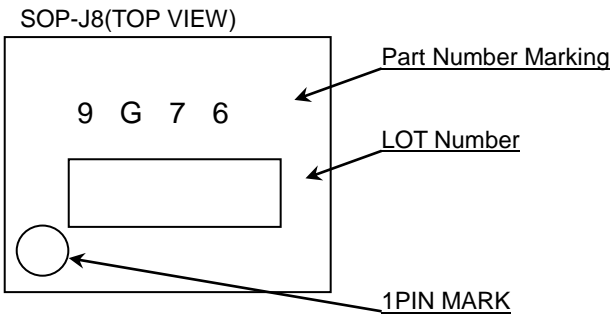 SOP-J8(TOP VIEW)
Part Number Marking
9 G 7 6
LOT Number
1PIN MARK